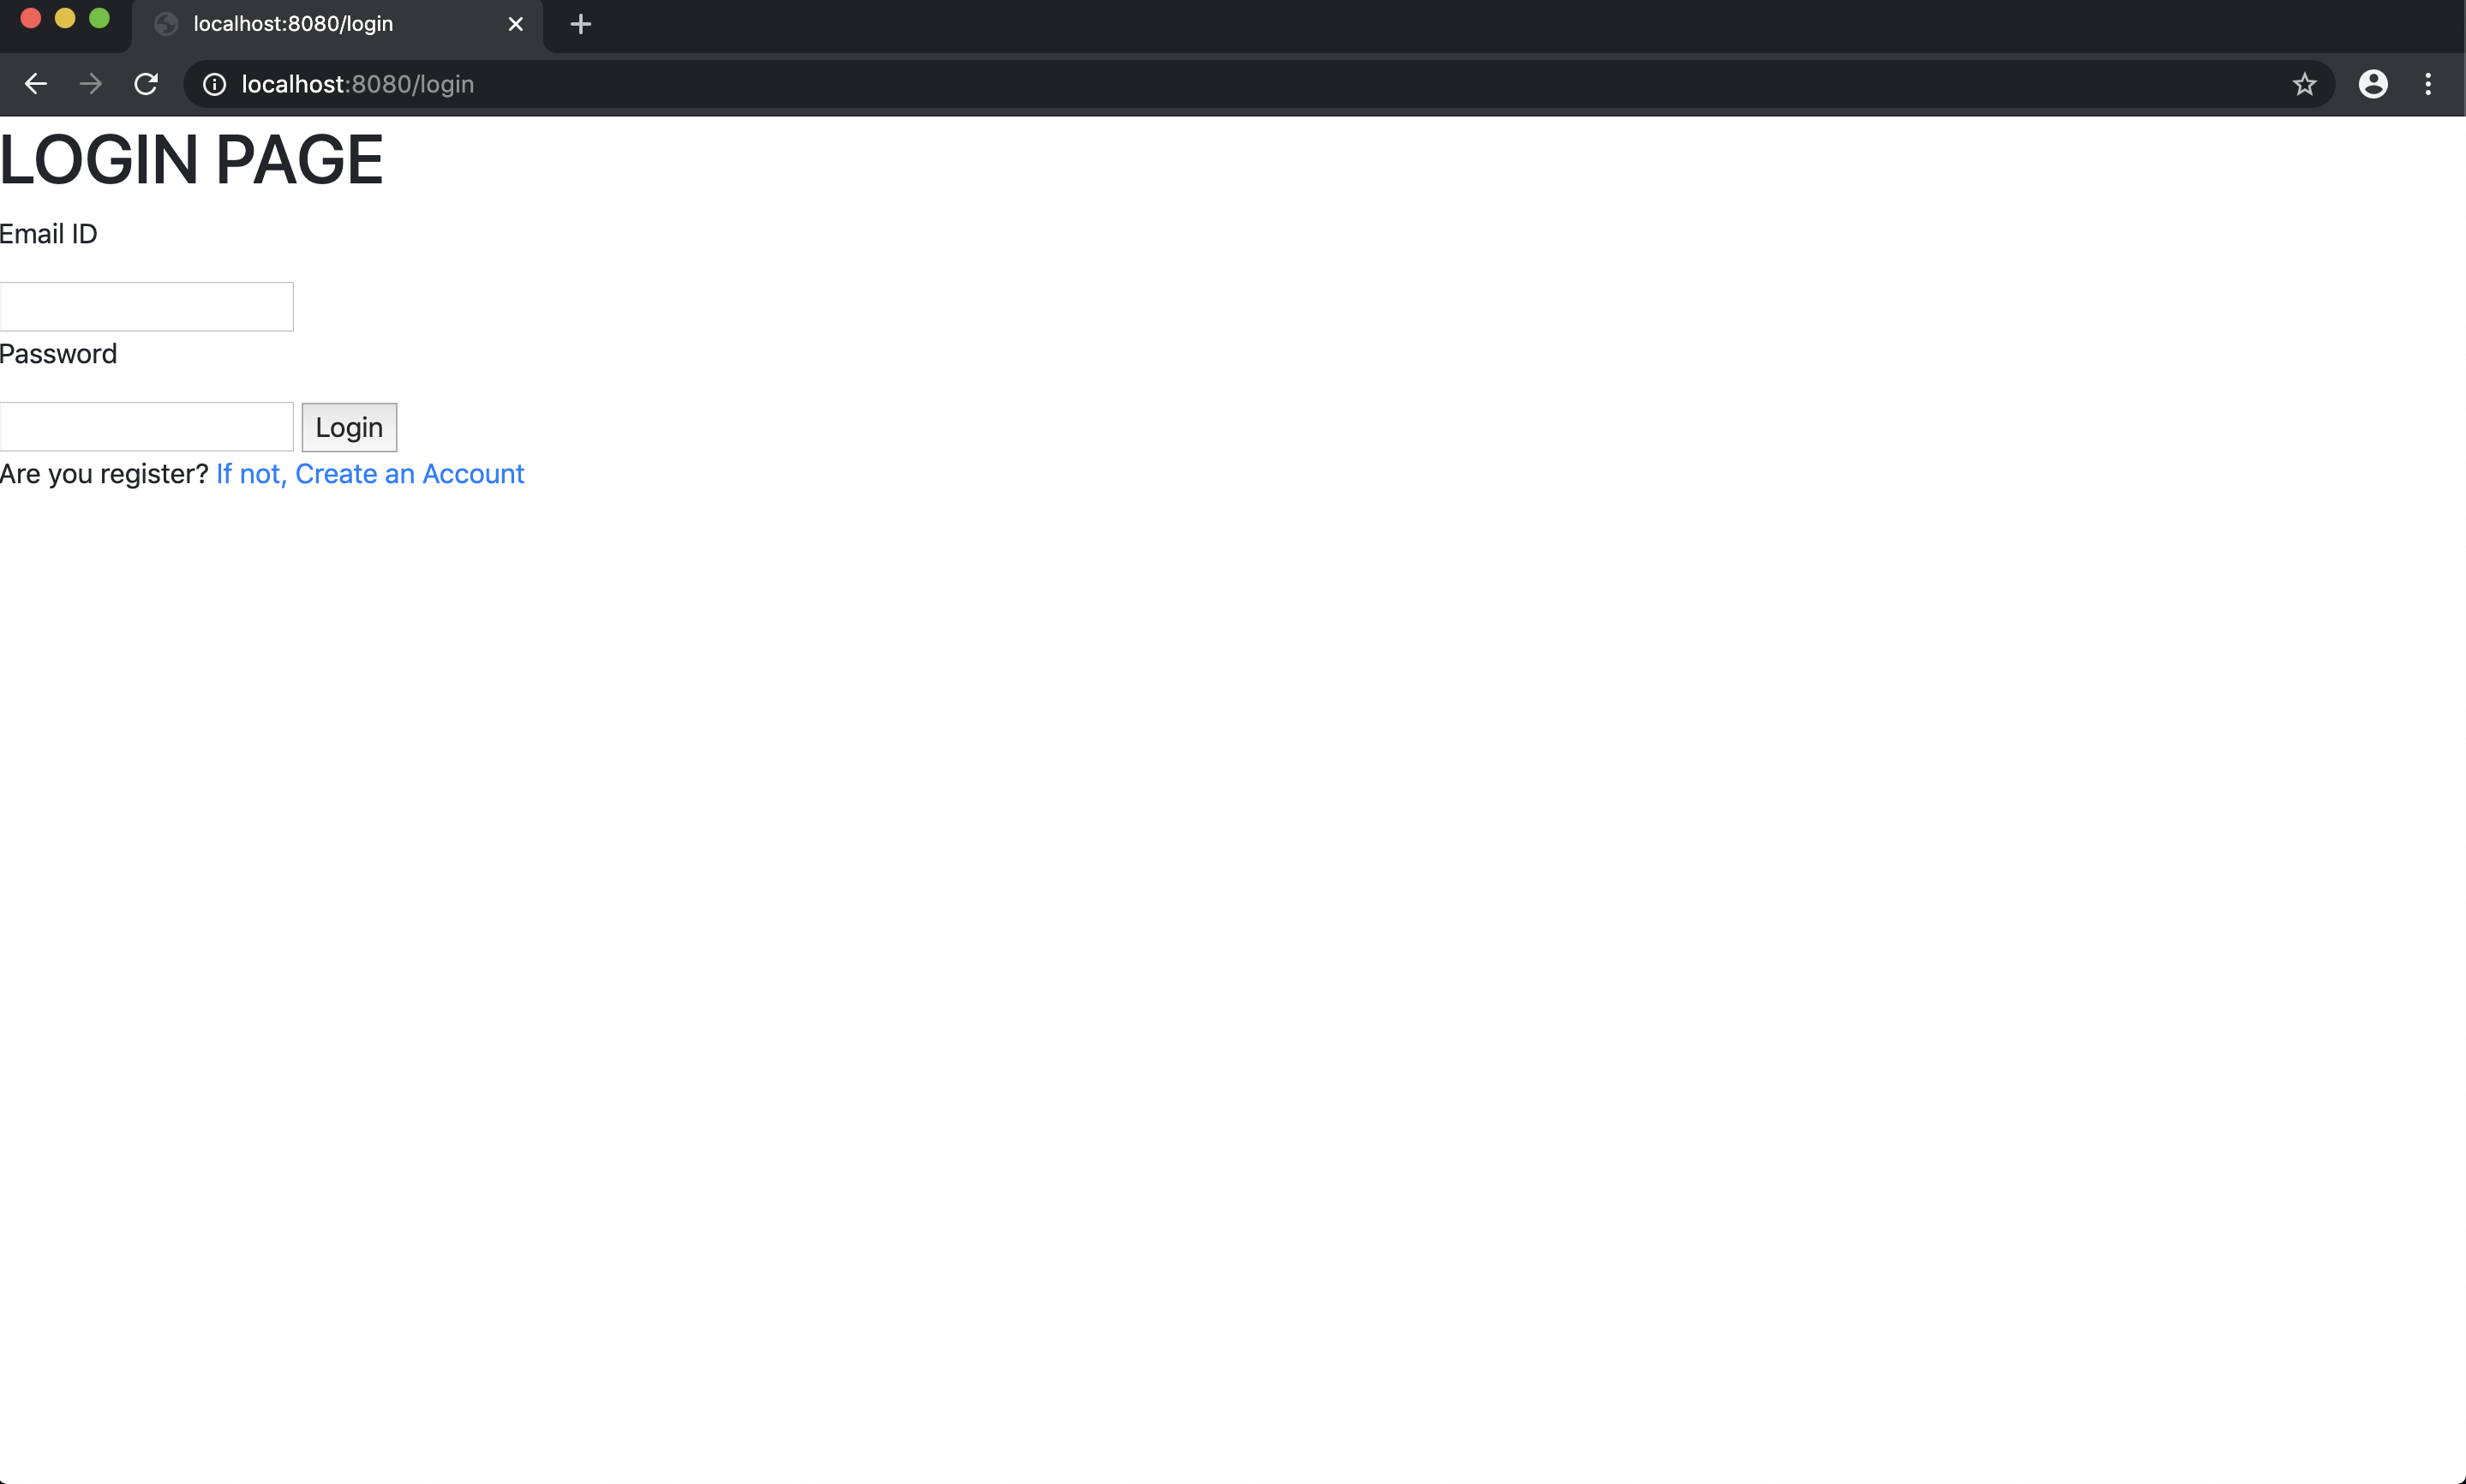 localhost:8080/login
localhost:8080/login
LOGIN PAGE
Email ID
Password
Login
Are you register? If not, Create an Account